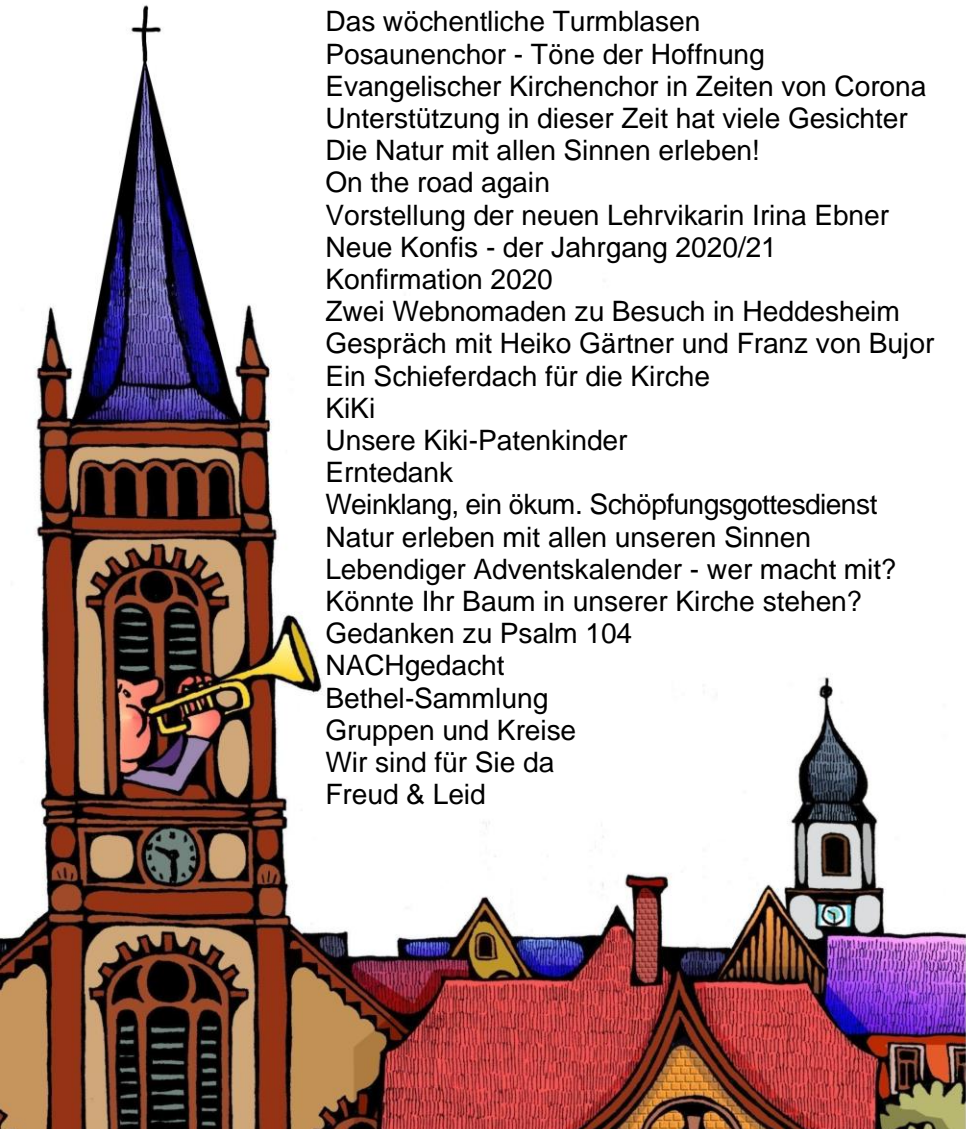 Das wöchentliche Turmblasen
Posaunenchor - Töne der Hoffnung
Evangelischer Kirchenchor in Zeiten von Corona
Unterstützung in dieser Zeit hat viele Gesichter
Die Natur mit allen Sinnen erleben!
On the road again
Vorstellung der neuen Lehrvikarin Irina Ebner
Neue Konfis - der Jahrgang 2020/21
Konfirmation 2020
Zwei Webnomaden zu Besuch in Heddesheim
Gespräch mit Heiko Gärtner und Franz von Bujor
Ein Schieferdach für die Kirche
KiKi
Unsere Kiki-Patenkinder
Erntedank
Weinklang, ein ökum. Schöpfungsgottesdienst
Natur erleben mit allen unseren Sinnen
Lebendiger Adventskalender - wer macht mit?
Könnte Ihr Baum in unserer Kirche stehen?
Gedanken zu Psalm 104
NACHgedacht
Bethel-Sammlung
Gruppen und Kreise
Wir sind für Sie da
Freud & Leid